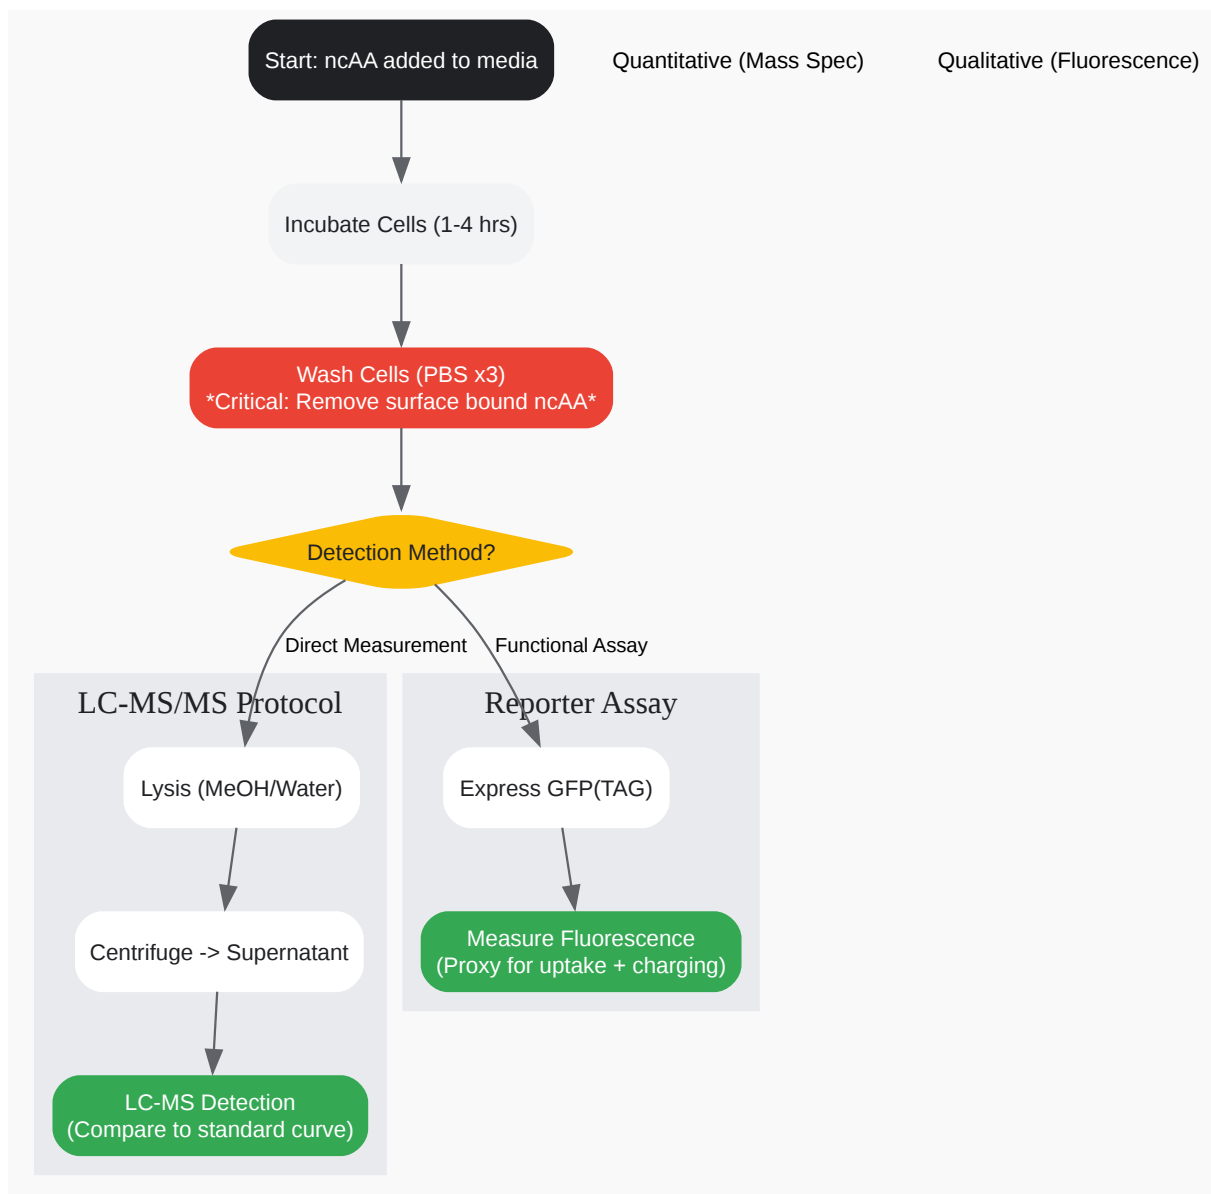 Start: ncAA added to media
Quantitative (Mass Spec)
Qualitative (Fluorescence)
Incubate Cells (1-4 hrs)
Wash Cells (PBS x3)
*Critical: Remove surface bound ncAA*
Detection Method?
Direct Measurement
Functional Assay
LC-MS/MS Protocol
Lysis (MeOH/Water)
Centrifuge -> Supernatant
LC-MS Detection
(Compare to standard curve)
Reporter Assay
Express GFP(TAG)
Measure Fluorescence
(Proxy for uptake + charging)